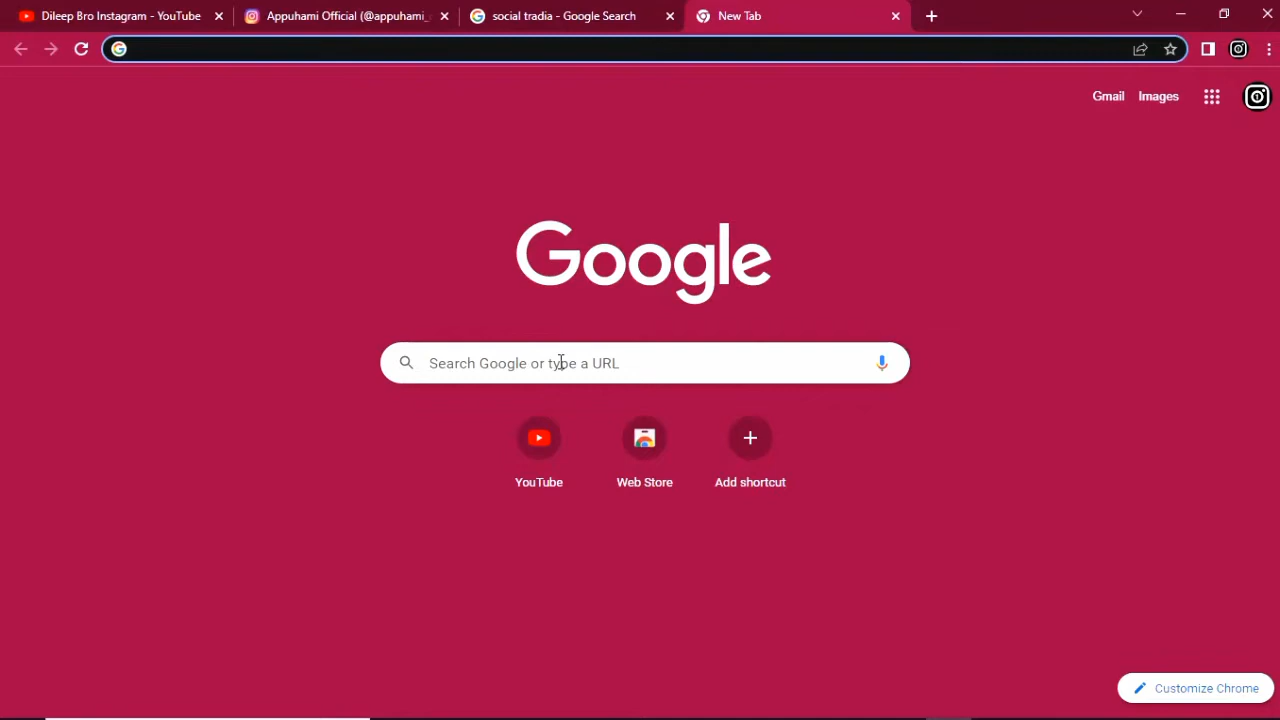 Dileep Bro Instagram - YouTube
Appuhami Official (@appuhami_
social tradia - Google Search
New Tab
Gmail
Images
Google
Search Google or type a URL
YouTube
Web Store
Add shortcut
Customize Chrome